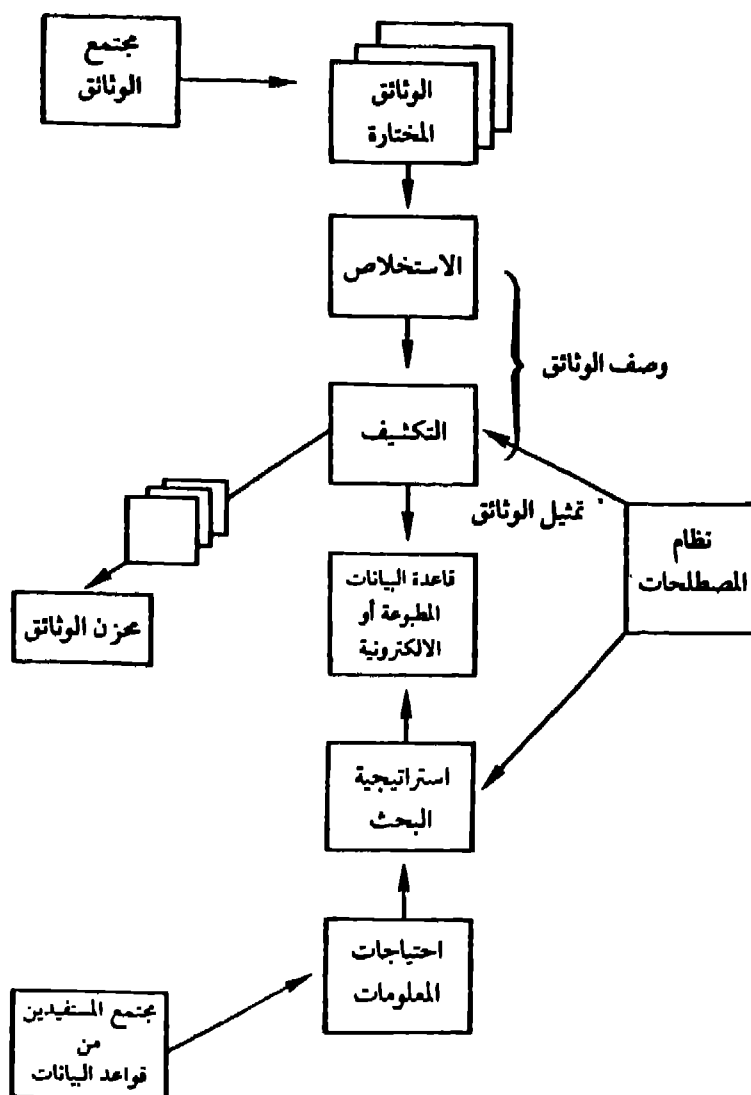 مجتمع
الوثائق
الوثائق
المختارة
الاستخلاص
وصف الوثائق
التكشيف
تمثيل الوثائق
نظام
المصطلحات
قاعدة البيانات
المطبوعة أو
الالكترونية
مخزن الوثائق
استراتيجية
البحث
احتياجات
المعلومات
مجتمع المستفيدين
من
قواعد البيانات